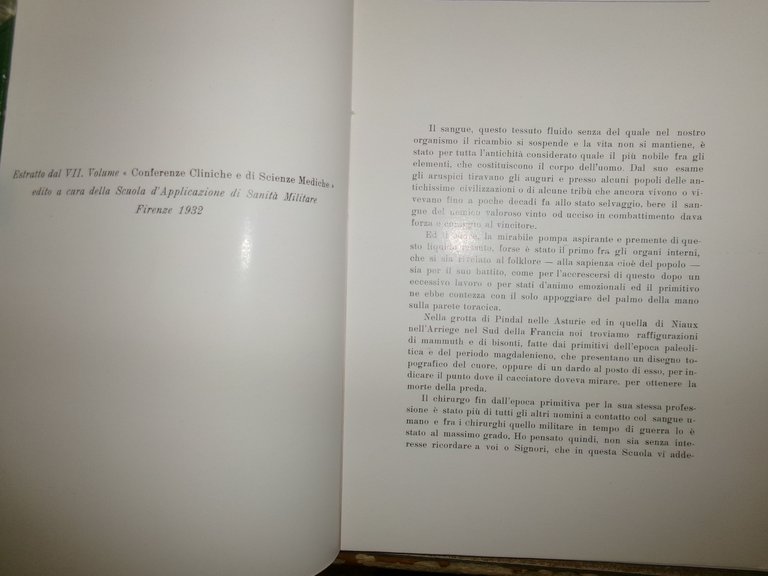 Estratto dal VII. Volume « Conferenze Cliniche e di Scienze Mediche »
edito a cura della Scuola d'Applicazione di Sanità Militare
Firenze 1932
Il sangue, questo tessuto fluido senza del quale nel nostro
organismo il ricambio si sospende e la vita non si mantiene, è
stato per tutta l'antichità considerato quale il più nobile fra gli
elementi, che costituiscono il corpo dell'uomo. Dal suo esame
gli aruspici tiravano gli auguri e presso alcuni popoli delle an-
tichissime civilizzazioni o di alcune tribù che ancora vivono o vi-
vevano fino a poche decadi fa allo stato selvaggio, bere il san-
gue del nemico valoroso vinto od ucciso in combattimento dava
forza e coraggio al vincitore.
Ed il cuore, la mirabile pompa aspirante e premente di que-
sto liquido tessuto, forse è stato il primo fra gli organi interni,
che si sia rivelato al folklore — alla sapienza cioè del popolo —
sia per il suo battito, come per l'accrescersi di questo dopo un
eccessivo lavoro o per stati d'animo emozionali ed il primitivo
ne ebbe contezza con il solo appoggiare del palmo della mano
sulla parete toracica.
Nella grotta di Pindal nelle Asturie ed in quella di Niaux
nell'Arriege nel Sud della Francia noi troviamo raffigurazioni
di mammuth e di bisonti, fatte dai primitivi dell'epoca paleoli-
tica e del periodo magdalenieno, che presentano un disegno to-
pografico del cuore, oppure di un dardo al posto di esso, per in-
dicare il punto dove il cacciatore doveva mirare, per ottenere la
morte della preda.
Il chirurgo fin dall'epoca primitiva per la sua stessa profes-
sione è stato più di tutti gli altri uomini a contatto col sangue u-
mano e fra i chirurghi quello militare in tempo di guerra lo è
stato al massimo grado. Ho pensato quindi, non sia senza inte-
resse ricordare a voi o Signori, che in questa Scuola vi adde-